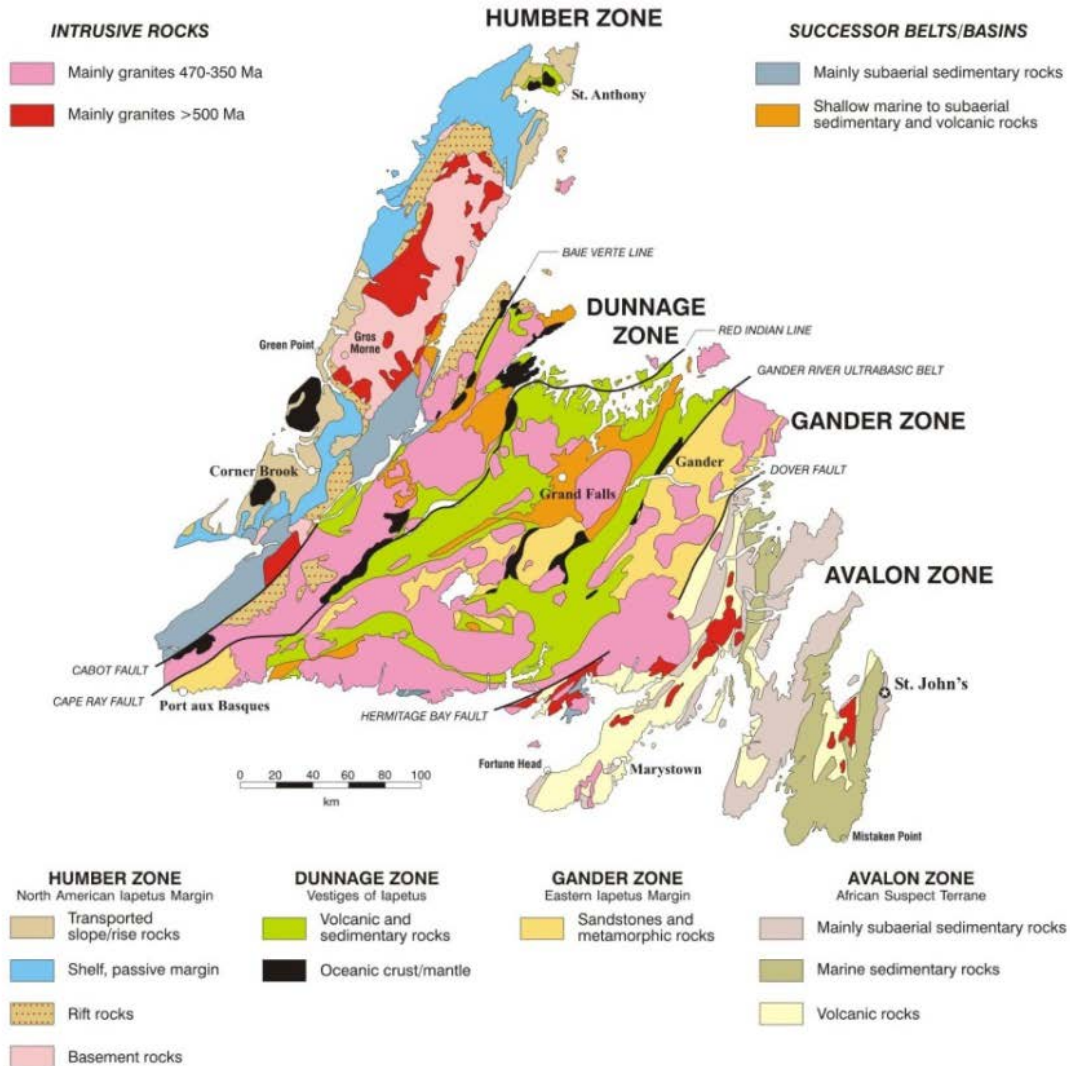 HUMBER ZONE
INTRUSIVE ROCKS
Mainly granites 470-350 Ma
Mainly granites >500 Ma
SUCCESSOR BELTS/BASINS
Mainly subaerial sedimentary rocks
Shallow marine to subaerial
sedimentary and volcanic rocks
St. Anthony
BAIE VERTE LINE
DUNNAGE
ZONE
RED INDIAN LINE
Green Point
Gros
Morne
GANDER RIVER ULTRABASIC BELT
GANDER ZONE
Corner Brook
Gander
DOVER FAULT
Grand Falls
AVALON ZONE
CABOT FAULT
CAPE RAY FAULT
Port aux Basques
HERMITAGE BAY FAULT
St. John's
Fortune Head
Marystown
0 20 40 60 80 100
km
Mistaken Point
HUMBER ZONE
North American Iapetus Margin
Transported
slope/rise rocks
Shelf, passive margin
Rift rocks
Basement rocks
DUNNAGE ZONE
Vestiges of Iapetus
Volcanic and
sedimentary rocks
Oceanic crust/mantle
GANDER ZONE
Eastern Iapetus Margin
Sandstones and
metamorphic rocks
AVALON ZONE
African Suspect Terrane
Mainly subaerial sedimentary rocks
Marine sedimentary rocks
Volcanic rocks